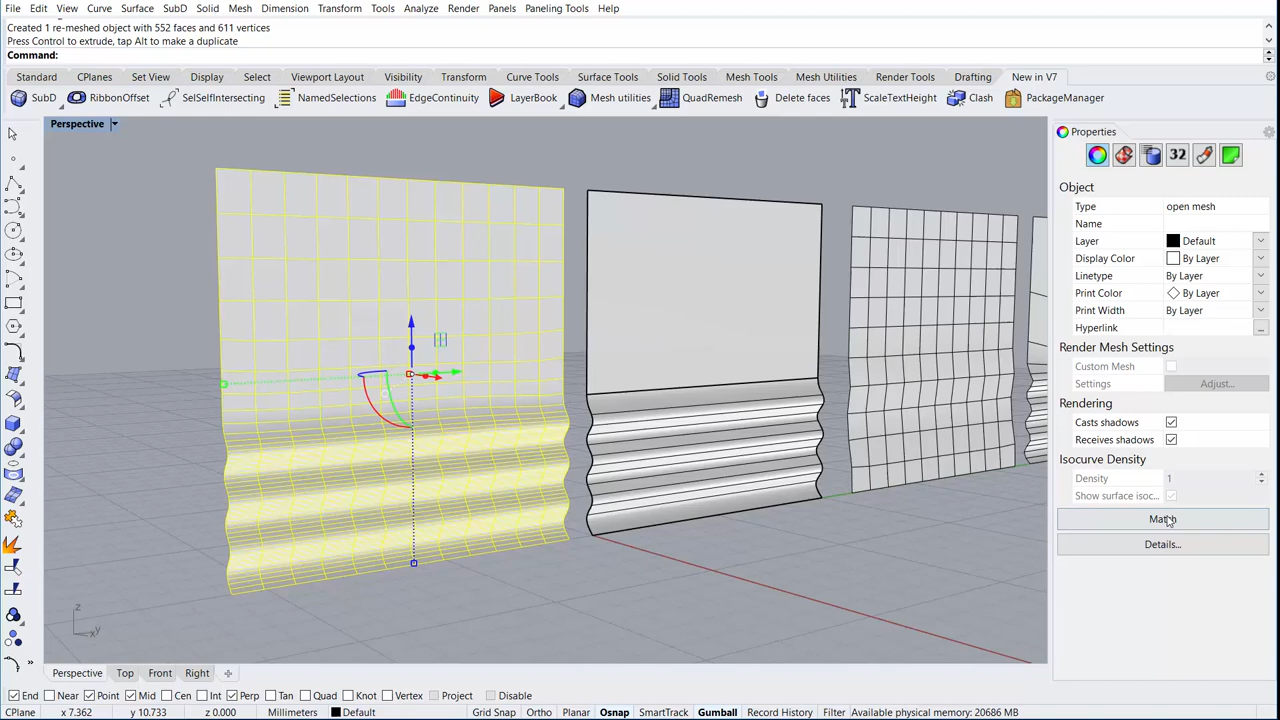 File Edit View Curve Surface SubD Solid Mesh Dimension Transform Tools Analyze Render Panels Paneling Tools Help
Created 1 re-meshed object with 552 faces and 611 vertices
Press Control to extrude, tap Alt to make a duplicate
Command:
Standard CPlanes Set View Display Select Viewport Layout Visibility Transform Curve Tools Surface Tools Solid Tools Mesh Tools Mesh Utilities Render Tools Drafting New in V7
SubD RibbonOffset SelSelfIntersecting NamedSelections EdgeContinuity LayerBook Mesh utilities QuadRemesh Delete faces ScaleTextHeight Clash PackageManager
Perspective
Properties
32
Object
Type open mesh
Name
Layer Default
Display Color By Layer
Linetype By Layer
Print Color By Layer
Print Width By Layer
Hyperlink ...
Render Mesh Settings
Custom Mesh
Settings Adjust...
Rendering
Casts shadows
Receives shadows
Isocurve Density
Density 1
Show surface isoc...
Match
Details...
z
x y
Perspective Top Front Right
End Near Point Mid Cen Int Perp Tan Quad Knot Vertex Project Disable
CPlane x 7.362 y 10.733 z 0.000 Millimeters Default Grid Snap Ortho Planar Osnap SmartTrack Gumball Record History Filter Available physical memory: 20686 MB